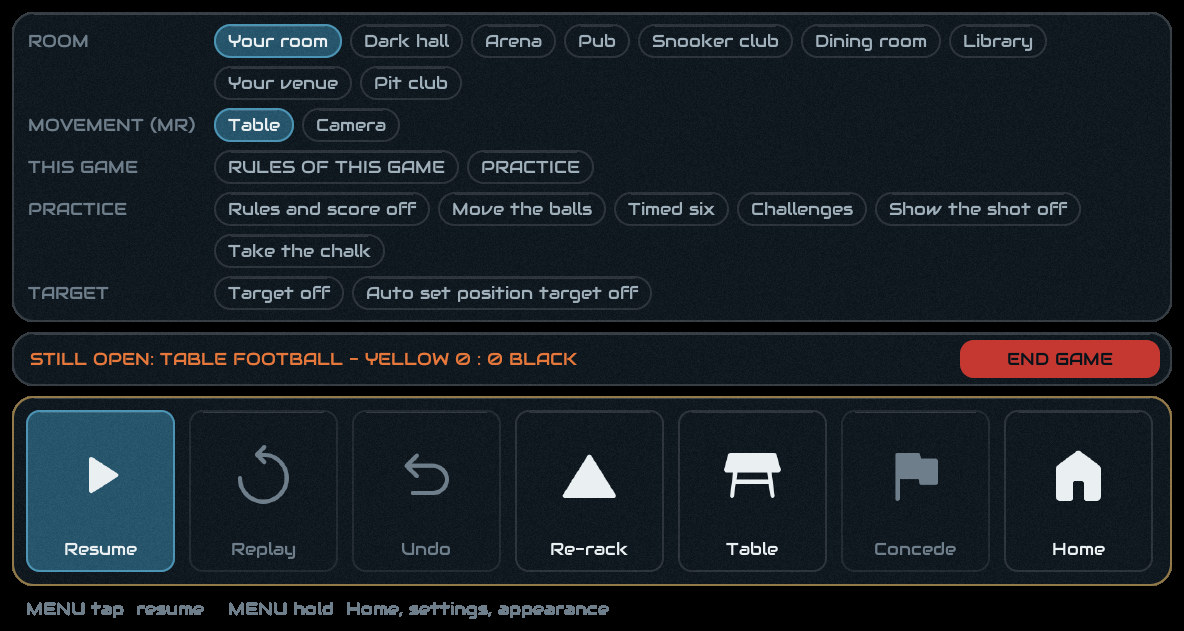 ROOM Your room Dark hall Arena Pub Snooker club Dining room Library
Your venue Pit club
MOVEMENT (MR) Table Camera
THIS GAME RULES OF THIS GAME PRACTICE
PRACTICE Rules and score off Move the balls Timed six Challenges Show the shot off
Take the chalk
TARGET Target off Auto set position target off
STILL OPEN: TABLE FOOTBALL - YELLOW 0 : 0 BLACK END GAME
Resume Replay Undo Re-rack Table Concede Home
MENU tap resume MENU hold Home, settings, appearance